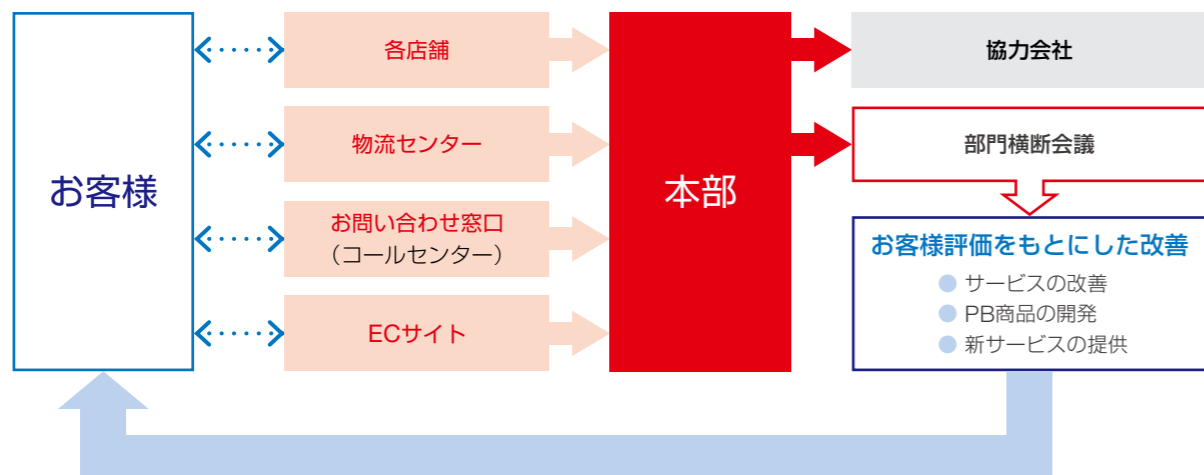 お客様
各店舗
物流センター
お問い合わせ窓口
（コールセンター）
ECサイト
本部
協力会社
部門横断会議
お客様評価をもとにした改善
● サービスの改善
● PB商品の開発
● 新サービスの提供